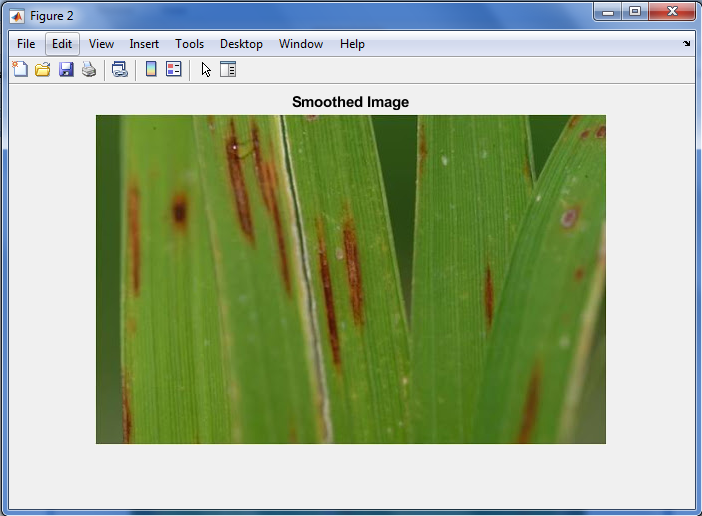 Figure 2
File Edit View Insert Tools Desktop Window Help
Smoothed Image